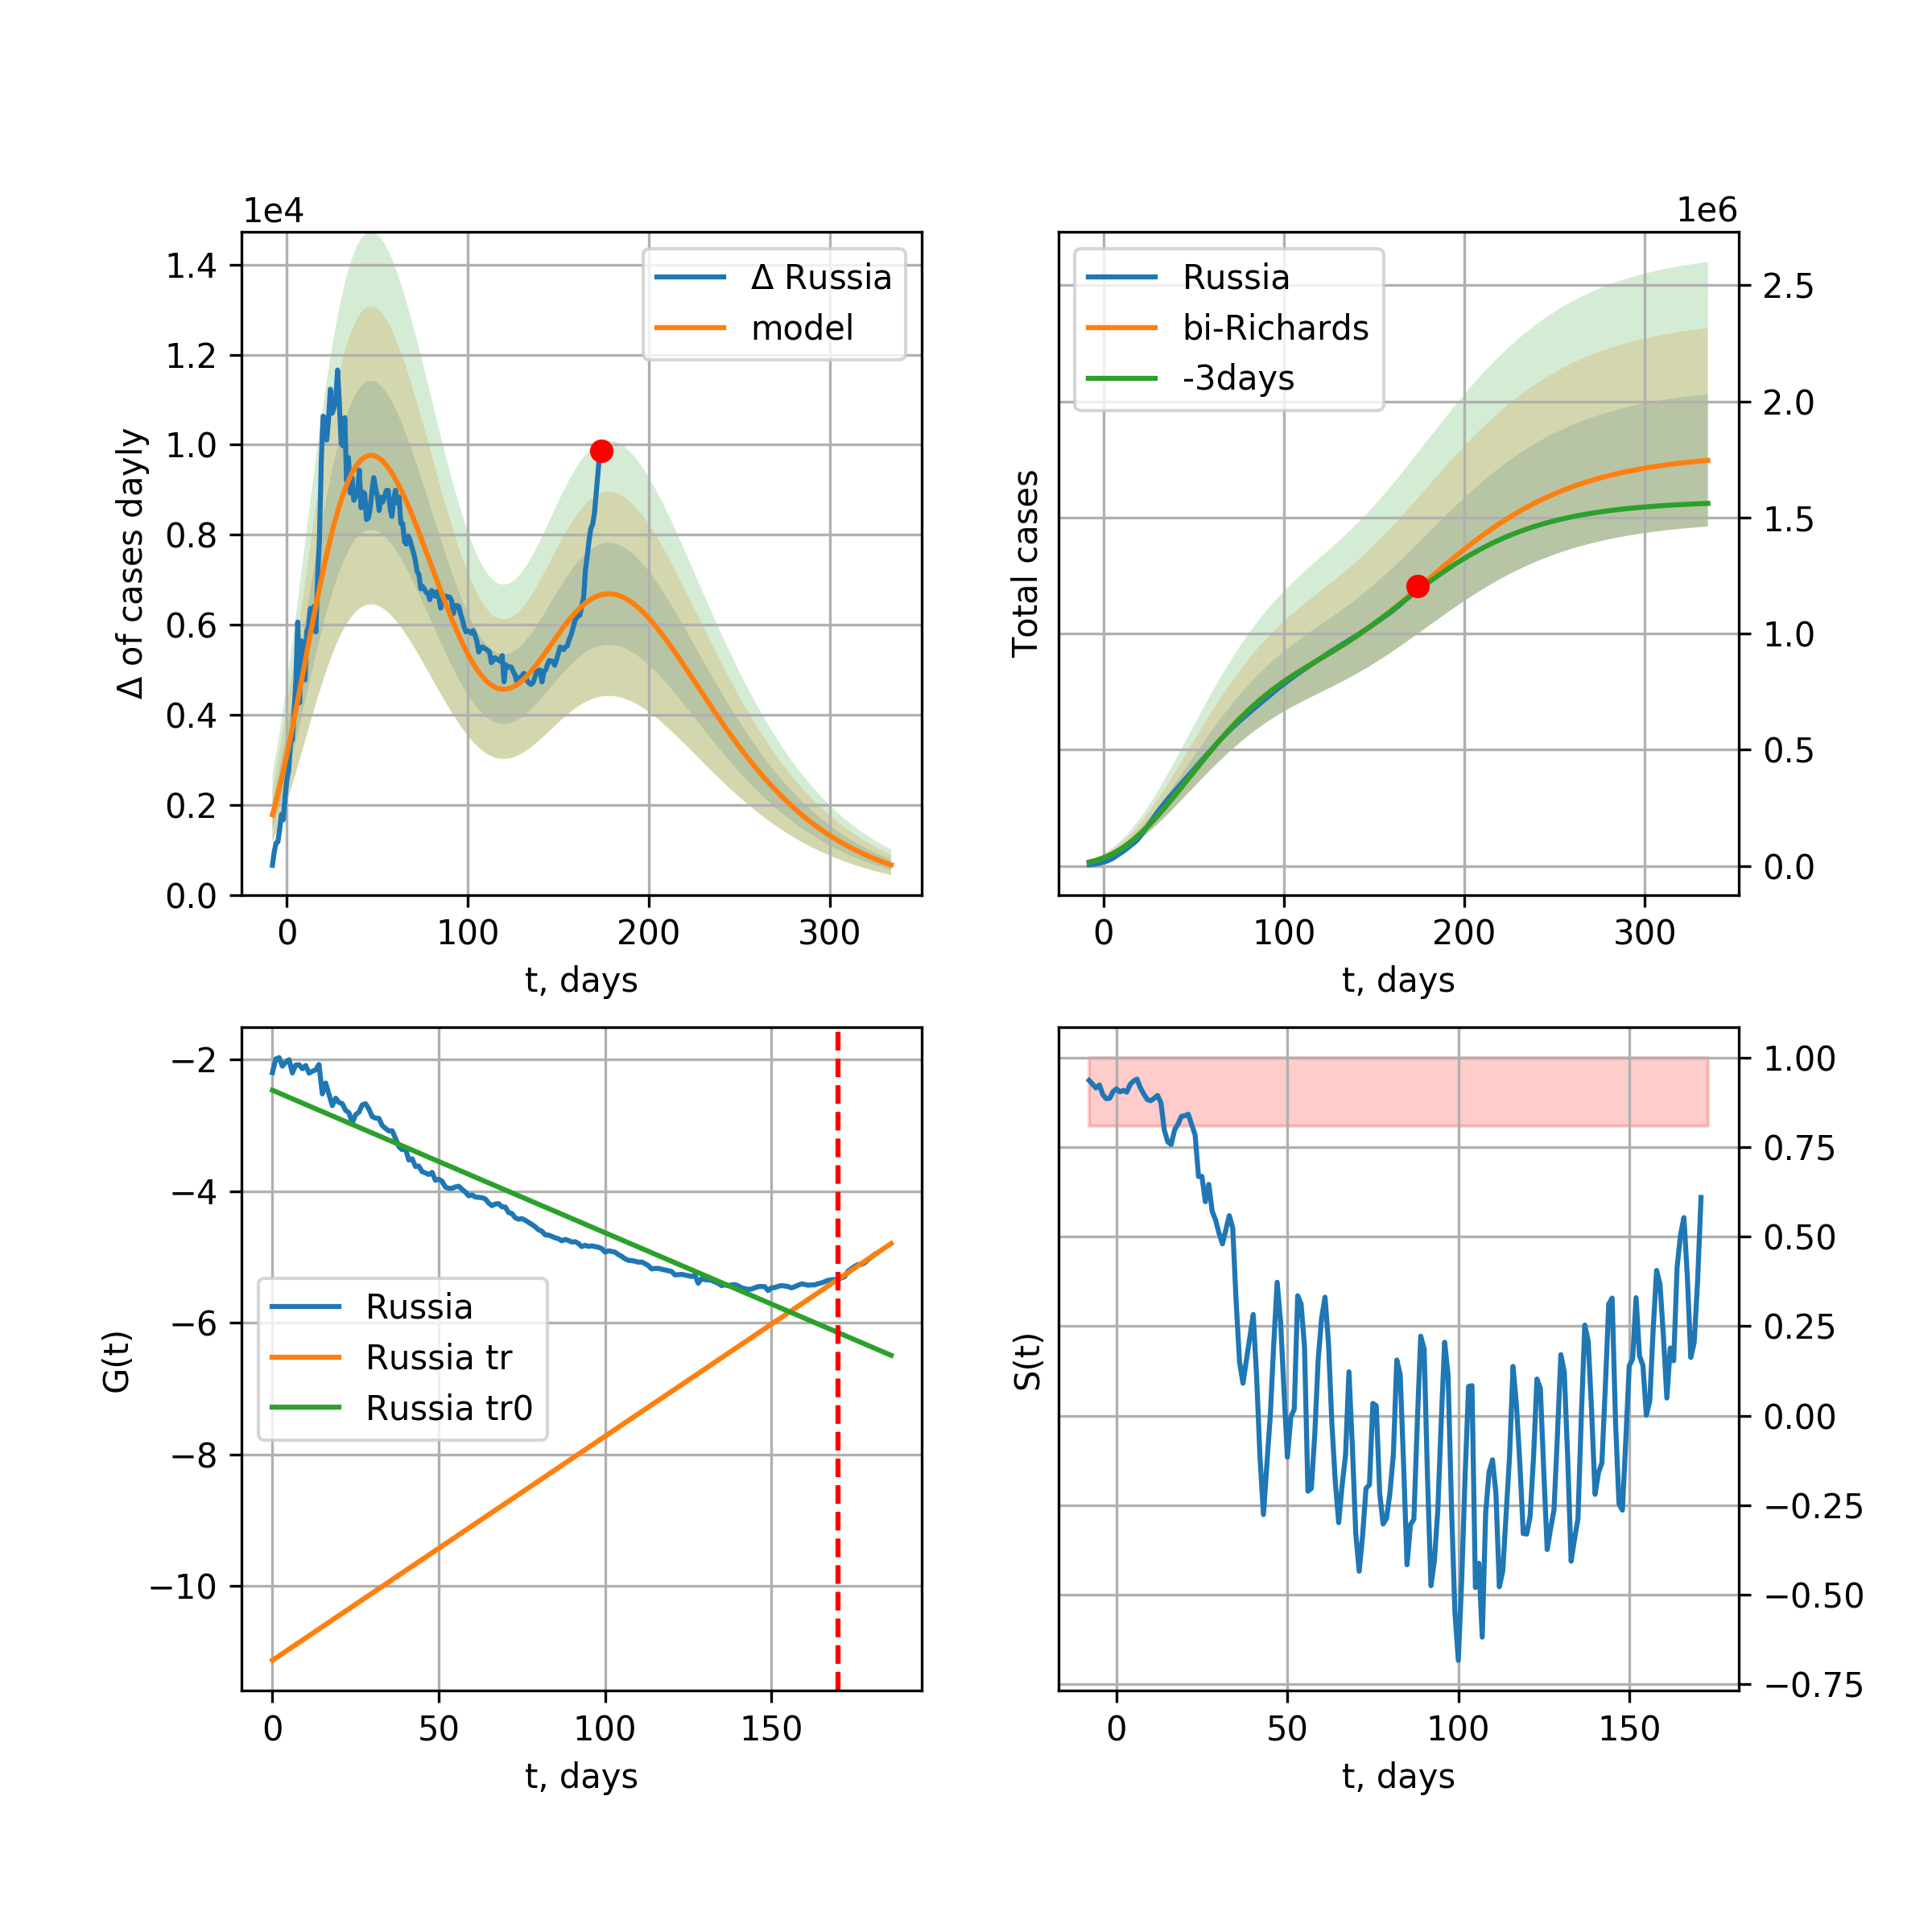 1e4
Δ of cases dayly
1.4
1.2
1.0
0.8
0.6
0.4
0.2
0.0
Δ Russia
model
0 100 200 300
t, days
1e6
Total cases
Russia
bi-Richards
-3days
2.5
2.0
1.5
1.0
0.5
0.0
0 100 200 300
t, days
G(t)
−2
−4
−6
−8
−10
Russia
Russia tr
Russia tr0
0 50 100 150
t, days
S(t)
1.00
0.75
0.50
0.25
0.00
−0.25
−0.50
−0.75
0 50 100 150
t, days